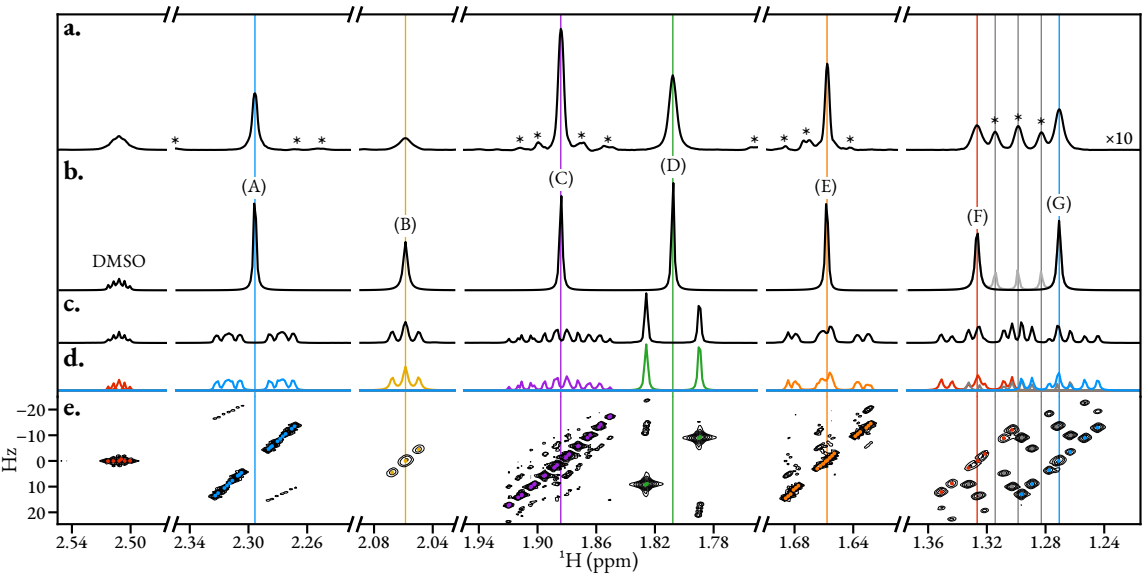 a.
* * * * * * * * * * * * * *
×10
b.
(A) (B) (C) (D) (E) (F) (G)
DMSO
c.
d.
e.
−20
−10
0
10
20
Hz
2.54 2.50 2.34 2.30 2.26 2.08 2.04 1.94 1.90 1.86 1.82 1.78 1.68 1.64 1.36 1.32 1.28 1.24
¹H (ppm)